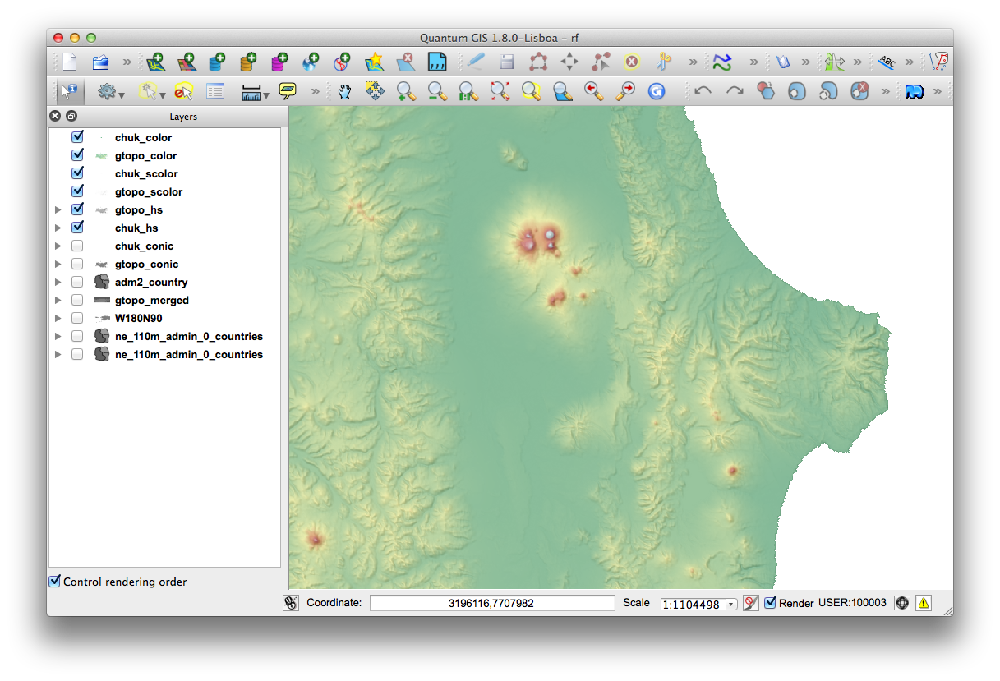 Quantum GIS 1.8.0-Lisboa - rf
ABC
Layers
chuk_color
gtopo_color
chuk_scolor
gtopo_scolor
gtopo_hs
chuk_hs
chuk_conic
gtopo_conic
adm2_country
gtopo_merged
W180N90
ne_110m_admin_0_countries
ne_110m_admin_0_countries
Control rendering order
Coordinate: 3196116,7707982 Scale 1:1104498 Render USER:100003